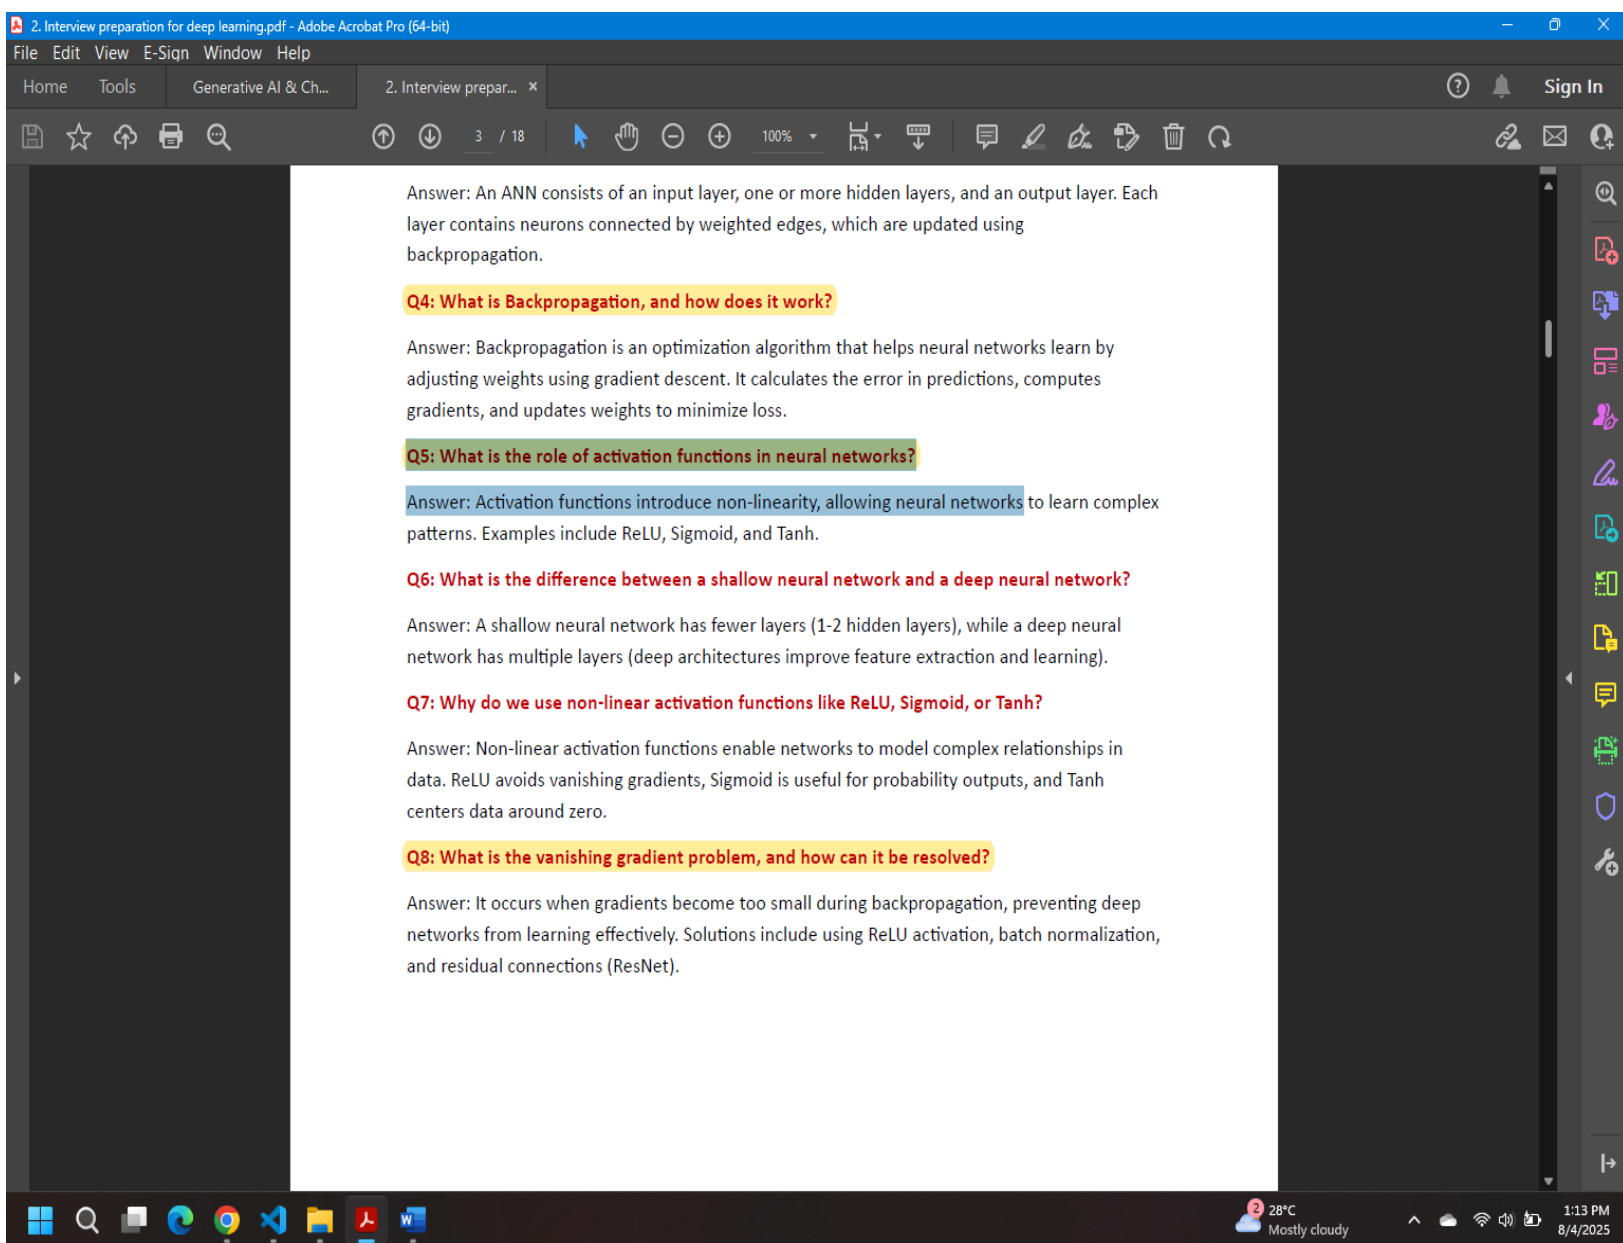 2. Interview preparation for deep learning.pdf - Adobe Acrobat Pro (64-bit)
File Edit View E-Sign Window Help
Home Tools Generative AI & Ch... 2. Interview prepar... × Sign In
3 / 18 100%
Answer: An ANN consists of an input layer, one or more hidden layers, and an output layer. Each
layer contains neurons connected by weighted edges, which are updated using
backpropagation.
Q4: What is Backpropagation, and how does it work?
Answer: Backpropagation is an optimization algorithm that helps neural networks learn by
adjusting weights using gradient descent. It calculates the error in predictions, computes
gradients, and updates weights to minimize loss.
Q5: What is the role of activation functions in neural networks?
Answer: Activation functions introduce non-linearity, allowing neural networks to learn complex
patterns. Examples include ReLU, Sigmoid, and Tanh.
Q6: What is the difference between a shallow neural network and a deep neural network?
Answer: A shallow neural network has fewer layers (1-2 hidden layers), while a deep neural
network has multiple layers (deep architectures improve feature extraction and learning).
Q7: Why do we use non-linear activation functions like ReLU, Sigmoid, or Tanh?
Answer: Non-linear activation functions enable networks to model complex relationships in
data. ReLU avoids vanishing gradients, Sigmoid is useful for probability outputs, and Tanh
centers data around zero.
Q8: What is the vanishing gradient problem, and how can it be resolved?
Answer: It occurs when gradients become too small during backpropagation, preventing deep
networks from learning effectively. Solutions include using ReLU activation, batch normalization,
and residual connections (ResNet).
2 28°C 1:13 PM
Mostly cloudy 8/4/2025